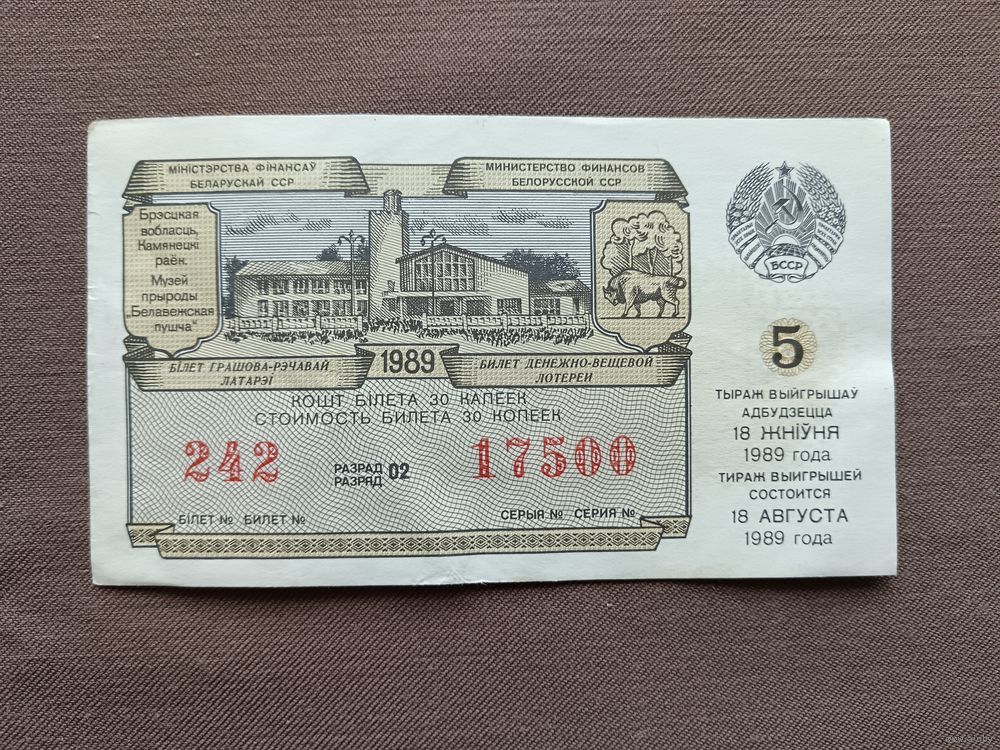 МІНІСТЭРСТВА ФІНАНСАЎ
БЕЛАРУСКАЙ ССР
МИНИСТЕРСТВО ФИНАНСОВ
БЕЛОРУССКОЙ ССР
Брэсцкая
вобласць,
Камянецкі
раён.
Музей
прыроды
„Белавежская
пушча"
БССР
БІЛЕТ ГРАШОВА-РЭЧАВАЙ
ЛАТАРЭІ
1989
БИЛЕТ ДЕНЕЖНО-ВЕЩЕВОЙ
ЛОТЕРЕИ
КОШТ БІЛЕТА 30 КАПЕЕК
СТОИМОСТЬ БИЛЕТА 30 КОПЕЕК
242
РАЗРАД
РАЗРЯД 02
17500
БІЛЕТ № БИЛЕТ №
СЕРЫЯ № СЕРИЯ №
5
ТЫРАЖ ВЫЙГРЫШАЎ
АДБУДЗЕЦЦА
18 ЖНІЎНЯ
1989 года
ТИРАЖ ВЫИГРЫШЕЙ
СОСТОИТСЯ
18 АВГУСТА
1989 года